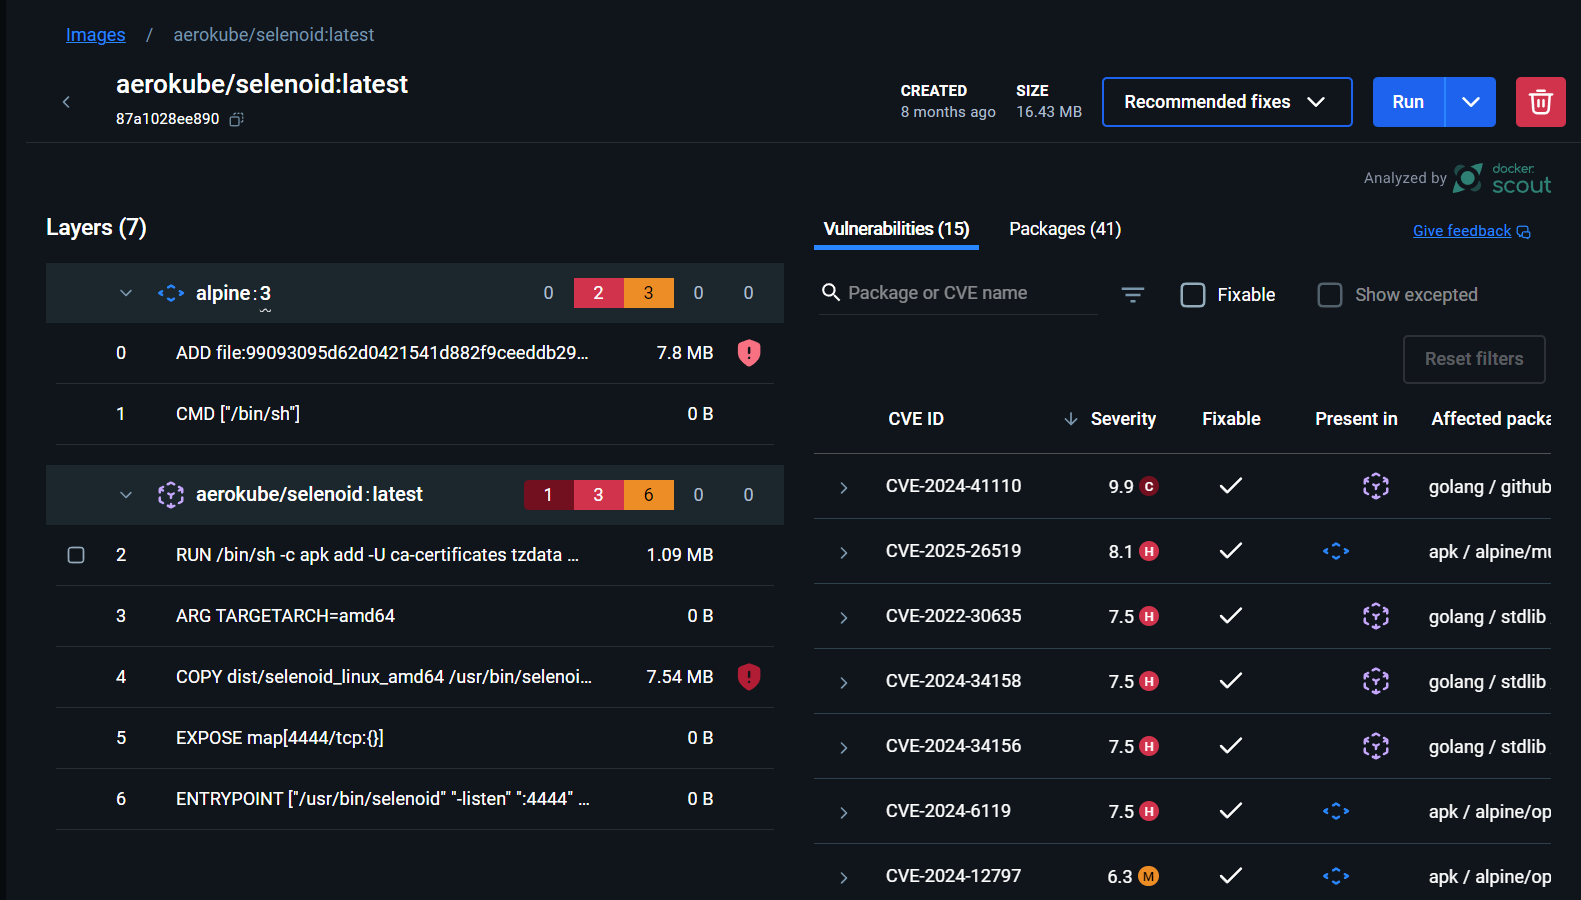 Images / aerokube/selenoid:latest
aerokube/selenoid:latest
87a1028ee890
CREATED
8 months ago
SIZE
16.43 MB
Recommended fixes
Run
Analyzed by docker scout
Layers (7)
alpine:3 0 2 3 0 0
0 ADD file:99093095d62d0421541d882f9ceeddb29... 7.8 MB
1 CMD ["/bin/sh"] 0 B
aerokube/selenoid:latest 1 3 6 0 0
2 RUN /bin/sh -c apk add -U ca-certificates tzdata ... 1.09 MB
3 ARG TARGETARCH=amd64 0 B
4 COPY dist/selenoid_linux_amd64 /usr/bin/selenoi... 7.54 MB
5 EXPOSE map[4444/tcp:{}] 0 B
6 ENTRYPOINT ["/usr/bin/selenoid" "-listen" ":4444" ... 0 B
Vulnerabilities (15) Packages (41) Give feedback
Package or CVE name Fixable Show excepted
Reset filters
CVE ID Severity Fixable Present in Affected packa
CVE-2024-41110 9.9 C golang / github
CVE-2025-26519 8.1 H apk / alpine/mu
CVE-2022-30635 7.5 H golang / stdlib
CVE-2024-34158 7.5 H golang / stdlib
CVE-2024-34156 7.5 H golang / stdlib
CVE-2024-6119 7.5 H apk / alpine/op
CVE-2024-12797 6.3 M apk / alpine/op